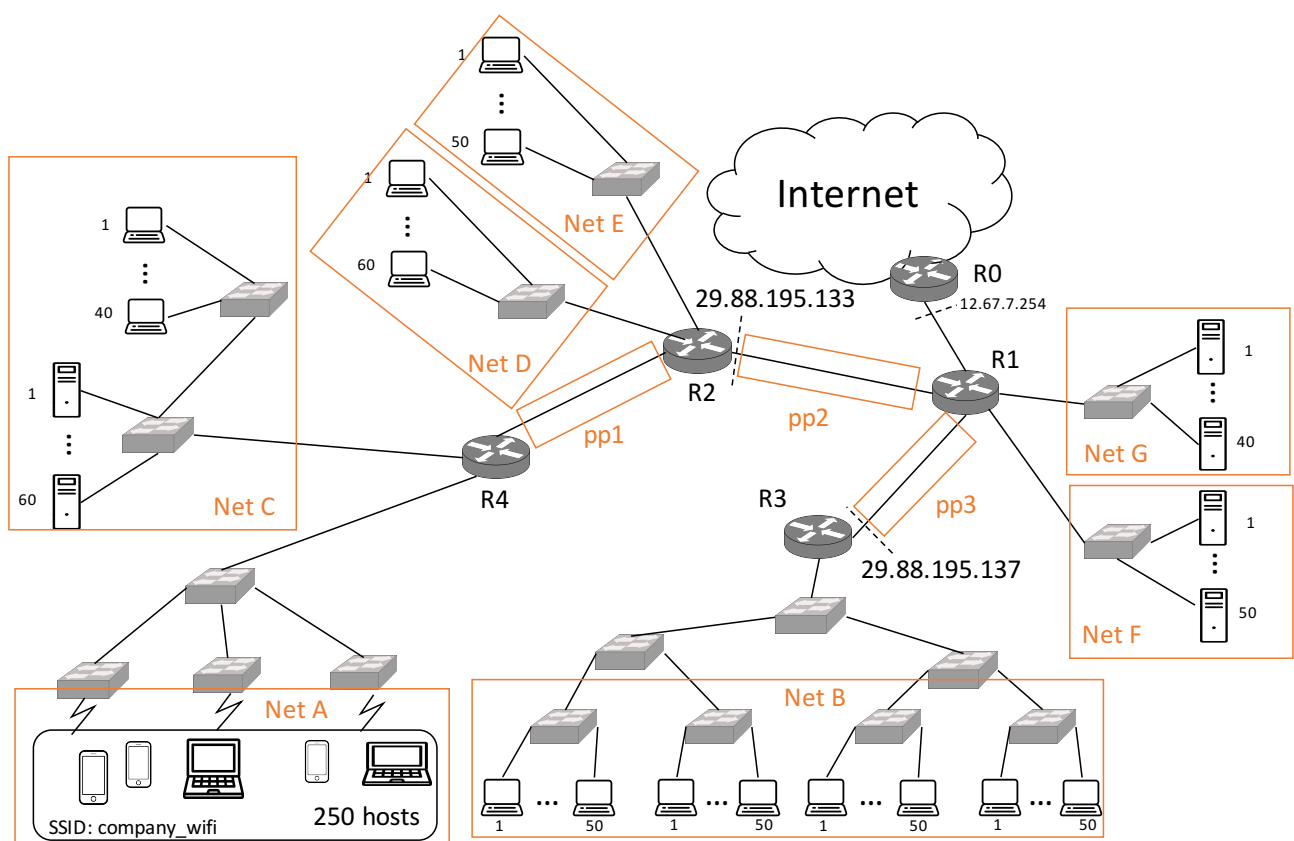 1
50
Net E
1
60
Net D
Internet
R0
12.67.7.254
29.88.195.133
R2
R1
pp1
pp2
pp3
1
40
1
60
Net C
R4
1
40
Net G
1
50
Net F
R3
29.88.195.137
Net A
250 hosts
SSID: company_wifi
Net B
... ... ... ...
1 50 1 50 1 50 1 50